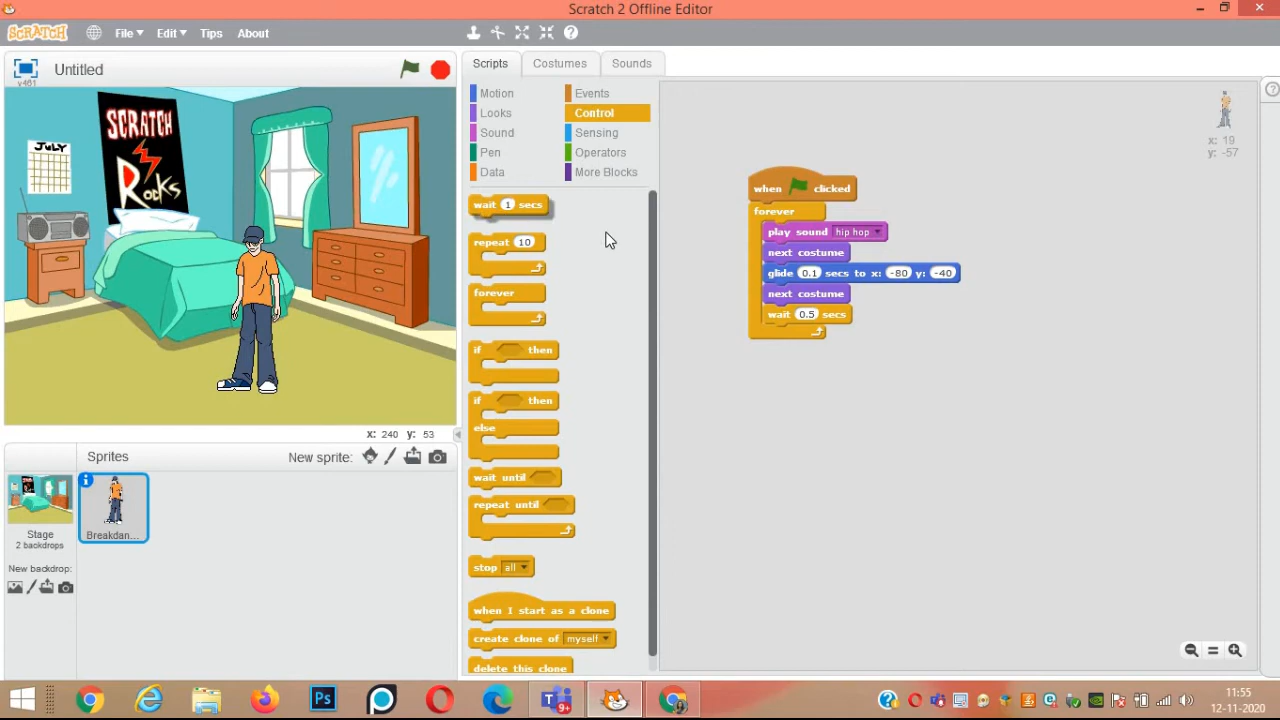 Scratch 2 Offline Editor
SCRATCH
File Edit Tips About
v461
Untitled
SCRATCH
Rocks
JULY
x: 240 y: 53
Sprites
New sprite:
Stage
2 backdrops
New backdrop:
Breakdan...
Scripts Costumes Sounds
Motion Events
Looks Control
Sound Sensing
Pen Operators
Data More Blocks
wait 1 secs
repeat 10
forever
if then
if then
else
wait until
repeat until
stop all
when I start as a clone
create clone of myself
delete this clone
when clicked
forever
play sound hip hop
next costume
glide 0.1 secs to x: -80 y: -40
next costume
wait 0.5 secs
x: 19
y: -57
Ps
9+
11:55
12-11-2020